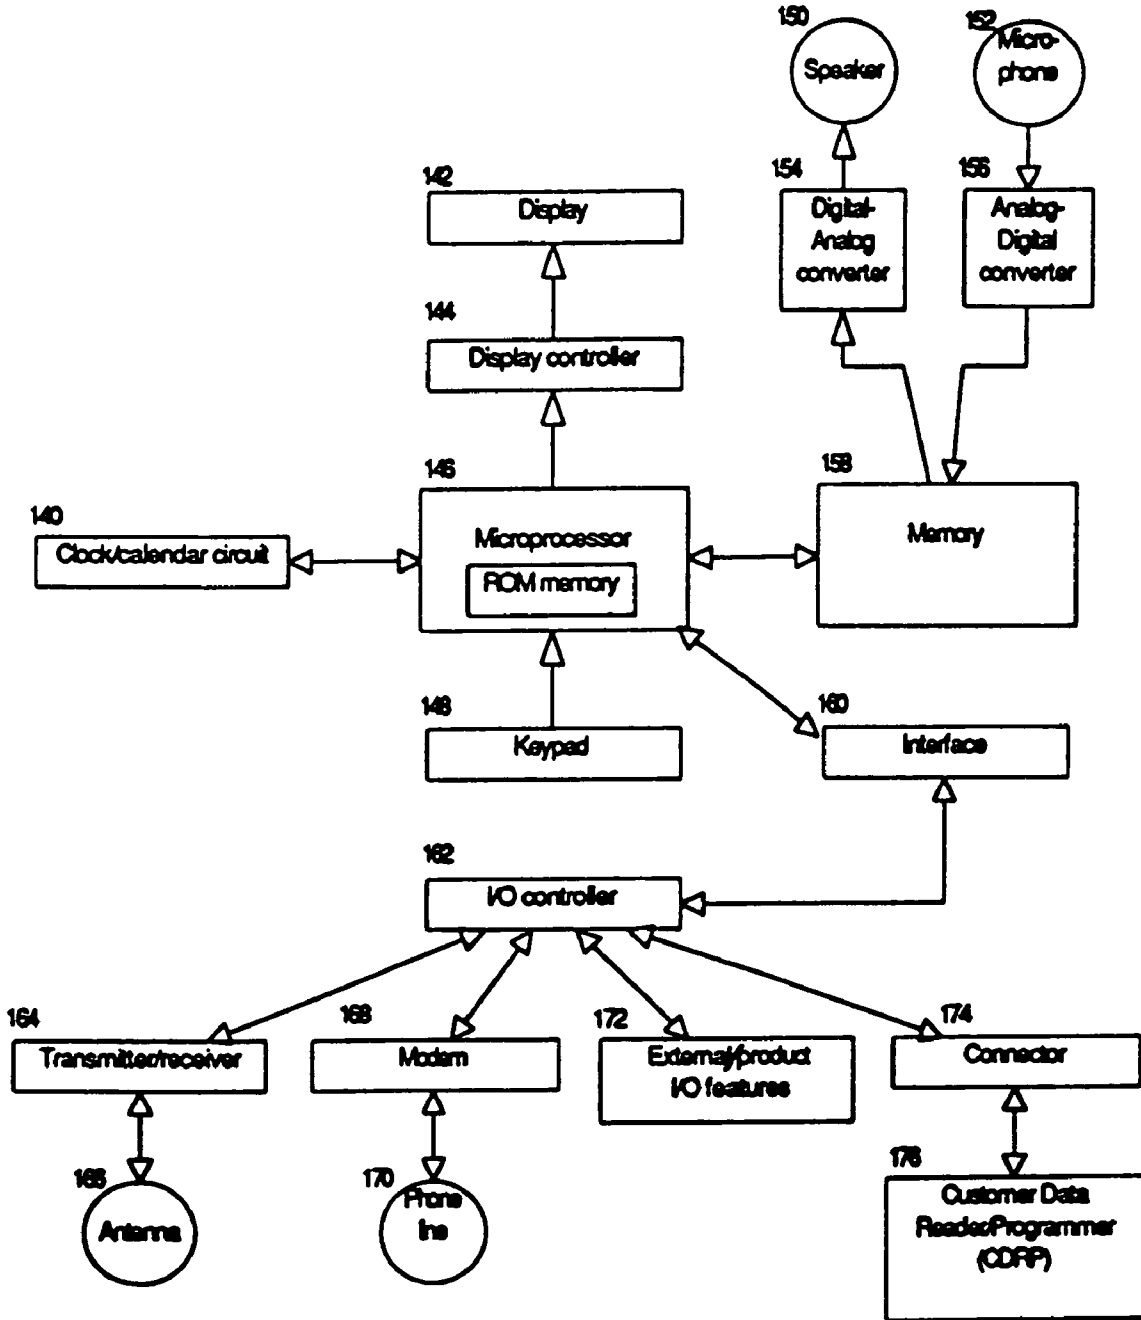 150
Speaker
152
Micro-
phone
154
Digital-
Analog
converter
156
Analog-
Digital
converter
142
Display
144
Display controller
146
Microprocessor
ROM memory
158
Memory
140
Clock/calendar circuit
148
Keypad
160
Interface
162
I/O controller
164
Transmitter/receiver
168
Modem
172
External/product
I/O features
174
Connector
166
Antenna
170
Phone
line
176
Customer Data
Reader/Programmer
(CDRP)